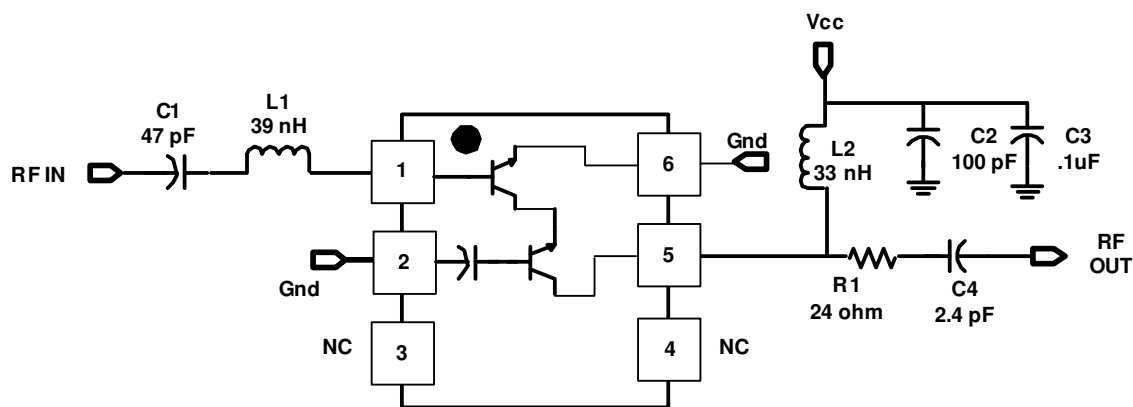 Vcc
C1
47 pF
L1
39 nH
RF IN
1
6
Gnd
L2
33 nH
C2
100 pF
C3
.1uF
2
Gnd
5
R1
24 ohm
C4
2.4 pF
RF
OUT
NC
3
4
NC